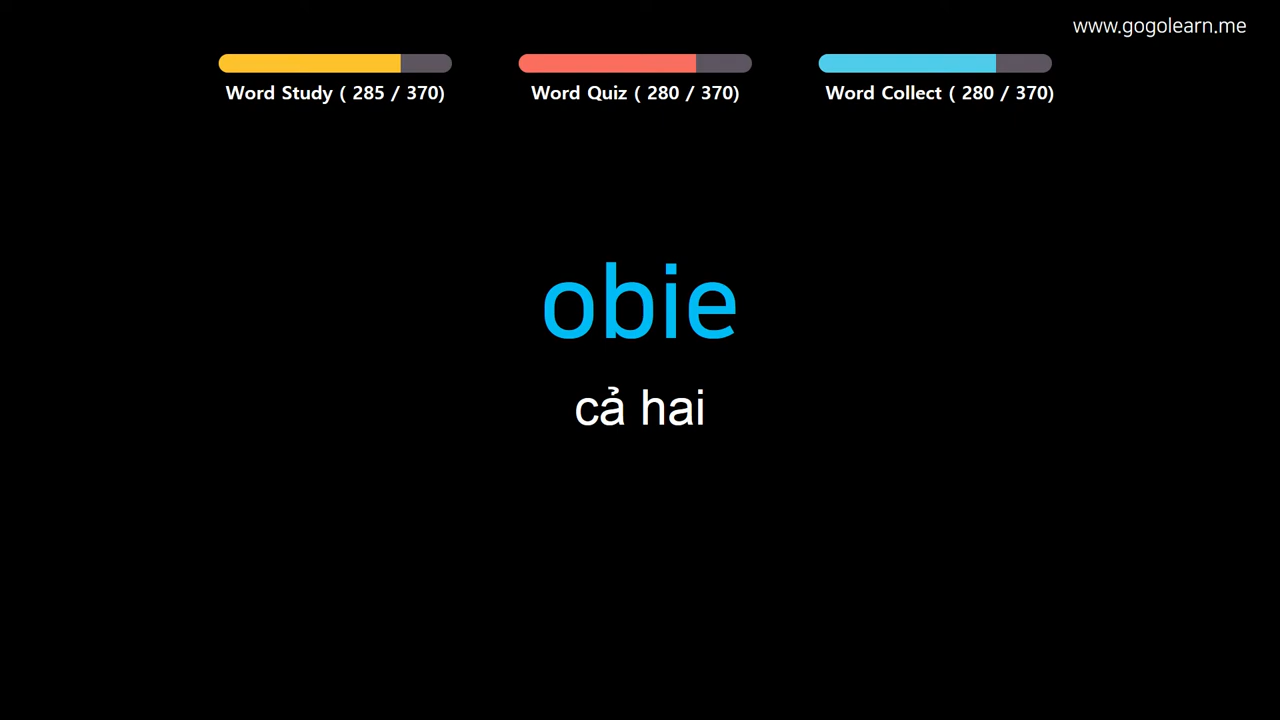 www.gogolearn.me
Word Study ( 285 / 370)
Word Quiz ( 280 / 370)
Word Collect ( 280 / 370)
obie
cả hai